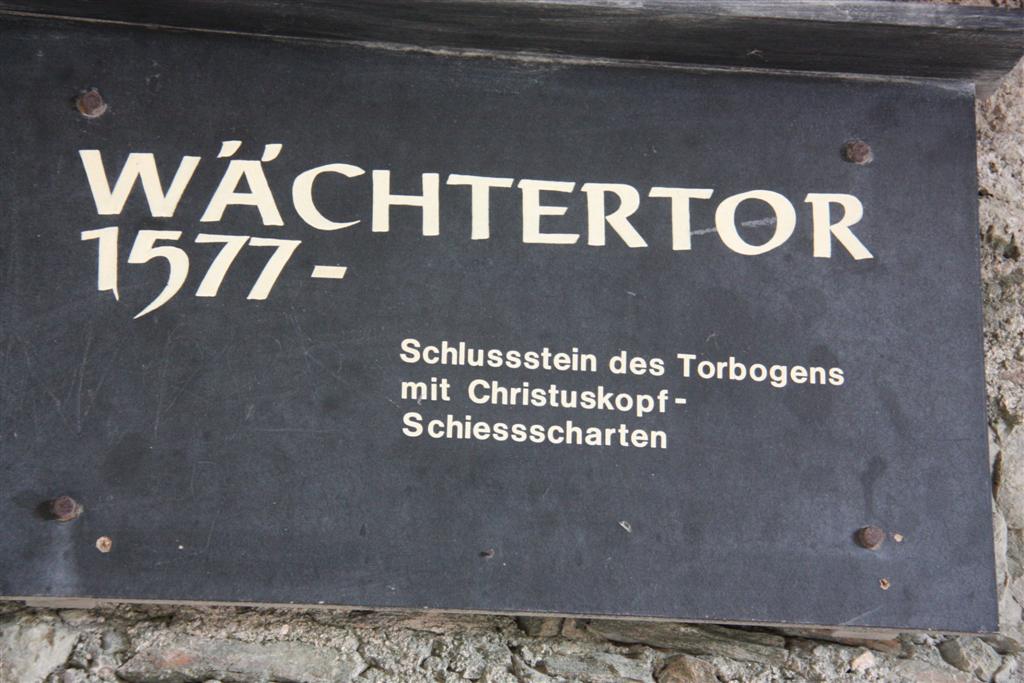 WÄCHTERTOR
1577-
Schlussstein des Torbogens
mit Christuskopf-
Schiessscharten